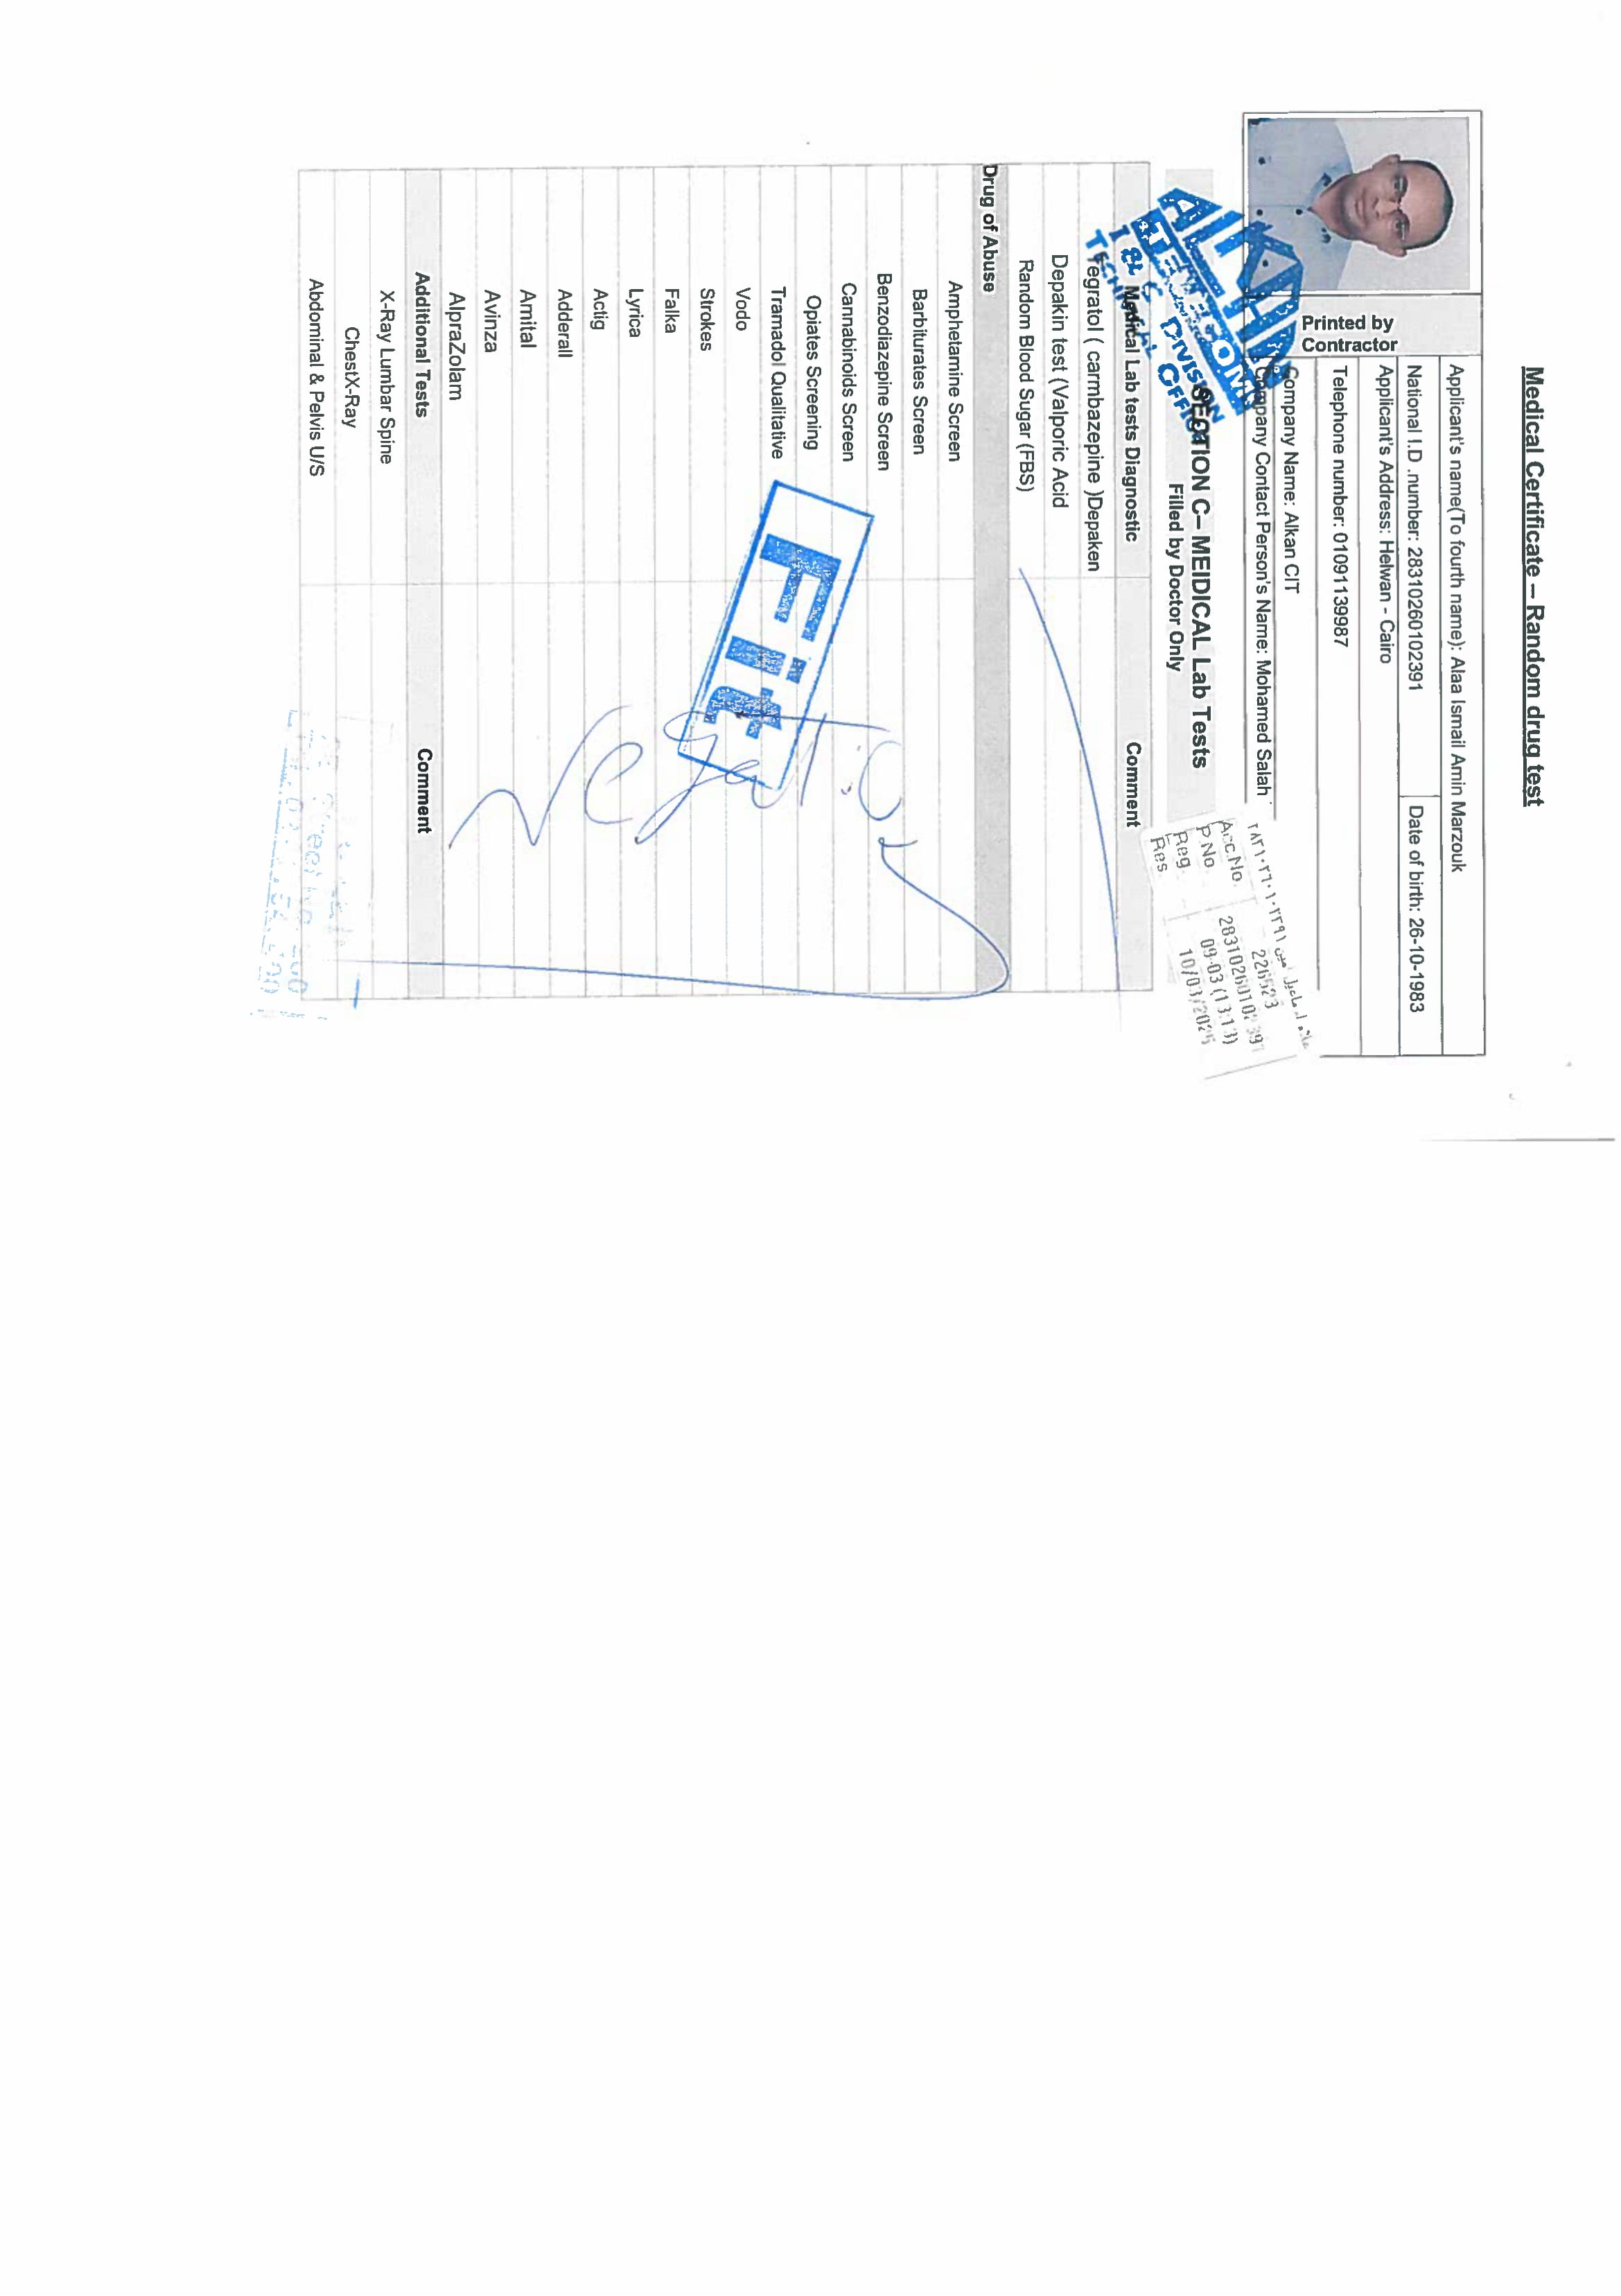 Medical Certificate – Random drug test
Applicant's name(To fourth name): Alaa Ismail Amin Marzouk
National I.D .number: 28310260102391
Date of birth: 26-10-1983
Applicant's Address: Helwan - Cairo
Printed by
Contractor
Telephone number: 01091139987
Company Name: Alkan CIT
Company Contact Person's Name: Mohamed Salah
ALKAN
TELECOM
I & C DIVISION
TECHNICAL OFFICE
٢٨٣١٠٢٦٠١٠٢٣٩١
Acc.No. 226523
P.No 28310260102391
Reg. 09-03 (13:13)
Res. 10/03/2025
SECTION C– MEIDICAL Lab Tests
Filled by Doctor Only
Medical Lab tests Diagnostic
Comment
Tegratol ( carmbazepine )Depaken
Depakin test (Valporic Acid
Random Blood Sugar (FBS)
Drug of Abuse
Amphetamine Screen
Barbiturates Screen
Benzodiazepine Screen
Cannabinoids Screen
Opiates Screening
Tramadol Qualitative
Vodo
Strokes
Falka
Lyrica
Actig
Adderall
Amital
Avinza
AlpraZolam
Fit
Negative
Additional Tests
Comment
X-Ray Lumbar Spine
ChestX-Ray
Abdominal & Pelvis U/S